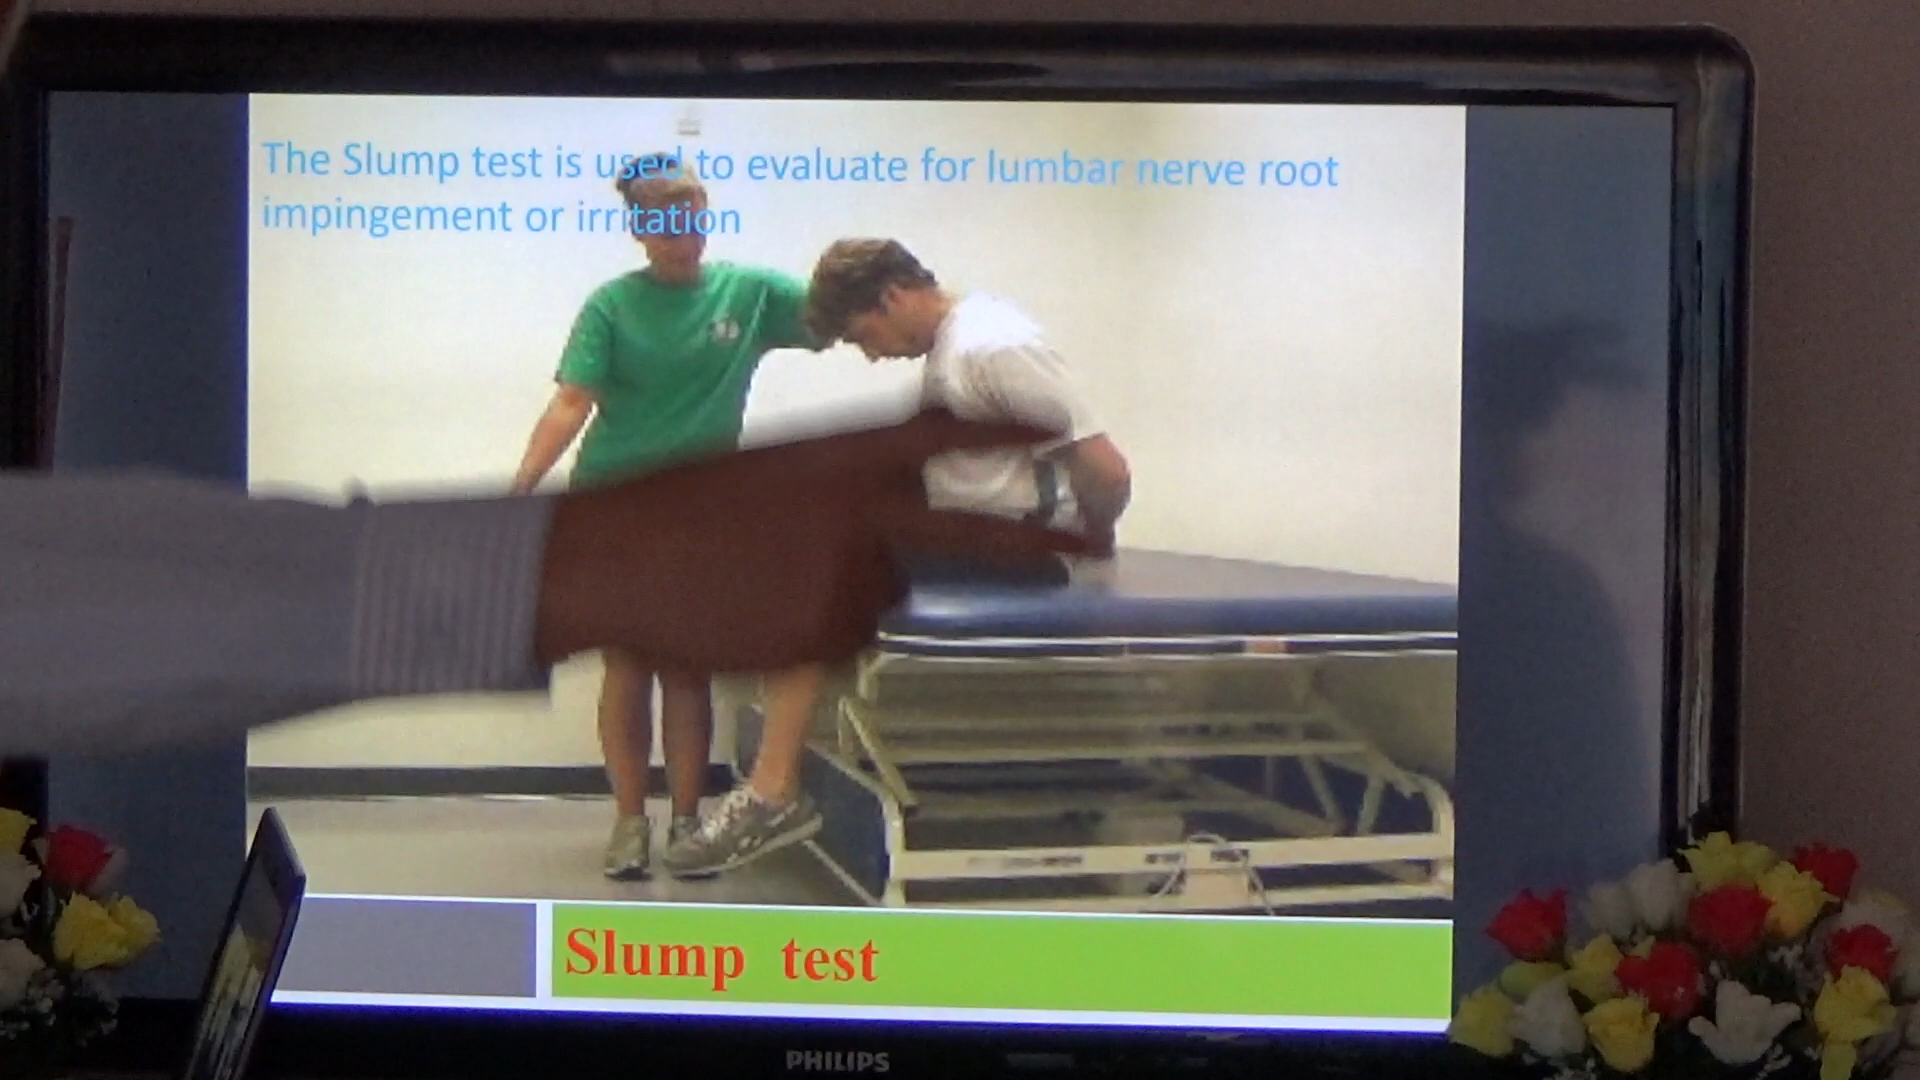 The Slump test is used to evaluate for lumbar nerve root
impingement or irritation
Slump test
PHILIPS